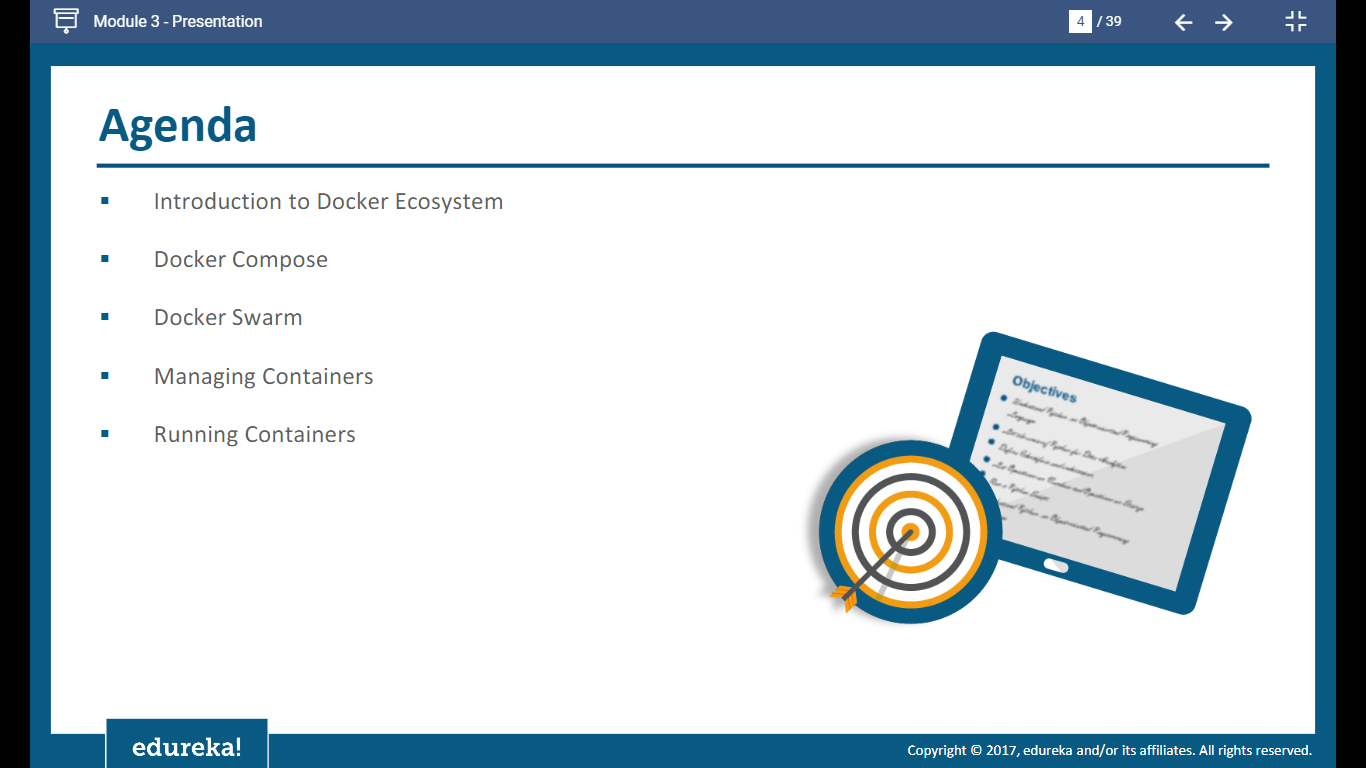 Module 3 - Presentation
4 / 39
Agenda
Introduction to Docker Ecosystem
Docker Compose
Docker Swarm
Managing Containers
Running Containers
Objectives
edureka!
Copyright © 2017, edureka and/or its affiliates. All rights reserved.